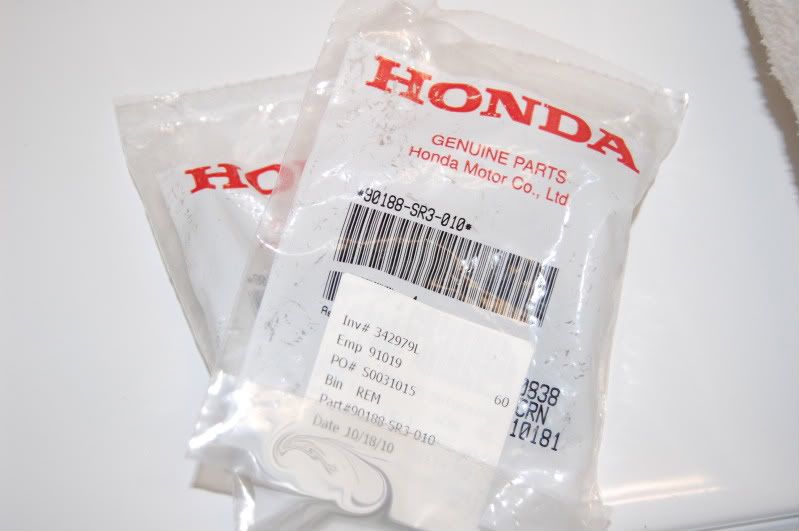 HONDA
GENUINE PARTS
Honda Motor Co., Ltd
*90188-SR3-010*
Inv# 342979L
Emp 91019
PO# S0031015
60
Bin REM
Part#90188-SR3-010
Date 10/18/10
0838
CRN
10181
HO